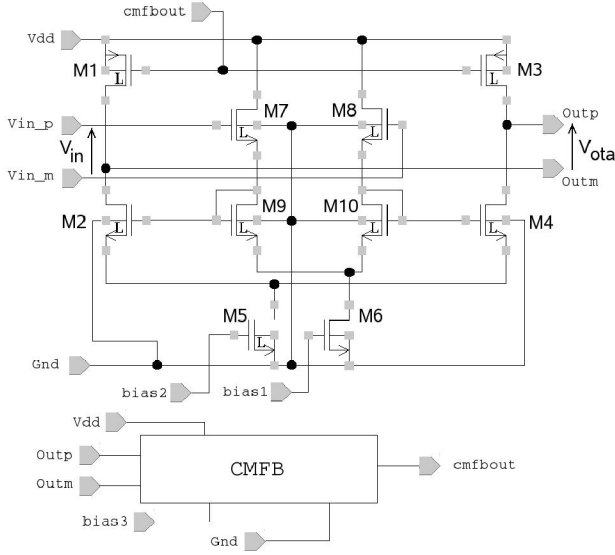 cmfbout
Vdd
M1
L
L
M3
M7
M8
Vin_p
L
L
Outp
Vin
Vota
Vin_m
Outm
M2
L
M9
L
M10
L
L
M4
M5
L
M6
Gnd
bias2
bias1
Vdd
Outp
CMFB
cmfbout
Outm
bias3
Gnd